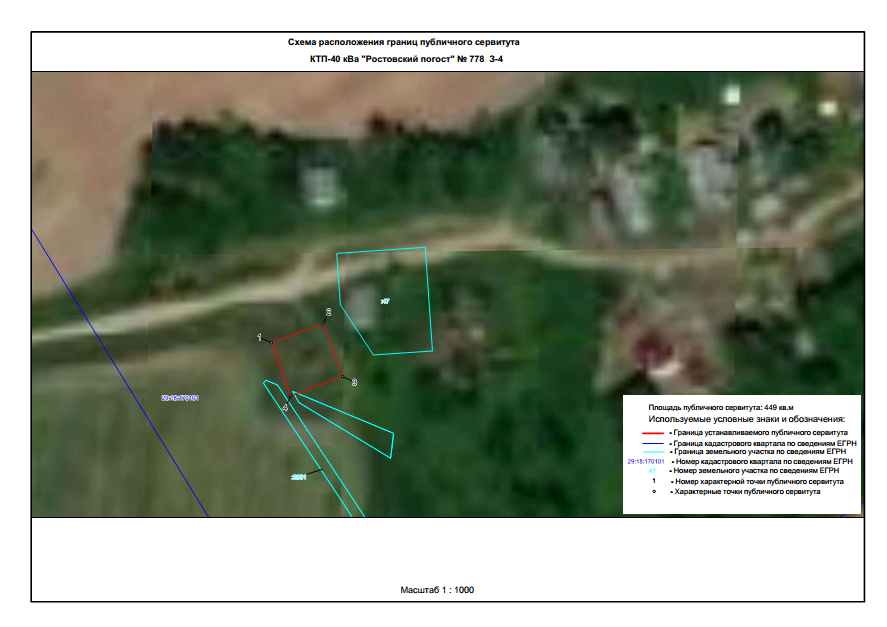 Схема расположения границ публичного сервитута
КТП-40 кВа "Ростовский погост" № 778 З-4
:47
1
2
3
4
29:18:170101
Площадь публичного сервитута: 449 кв.м
Используемые условные знаки и обозначения:
- Граница устанавливаемого публичного сервитута
- Граница кадастрового квартала по сведениям ЕГРН
- Граница земельного участка по сведениям ЕГРН
29:18:170101 - Номер кадастрового квартала по сведениям ЕГРН
:47 - Номер земельного участка по сведениям ЕГРН
1 - Номер характерной точки публичного сервитута
- Характерные точки публичного сервитута
Масштаб 1 : 1000